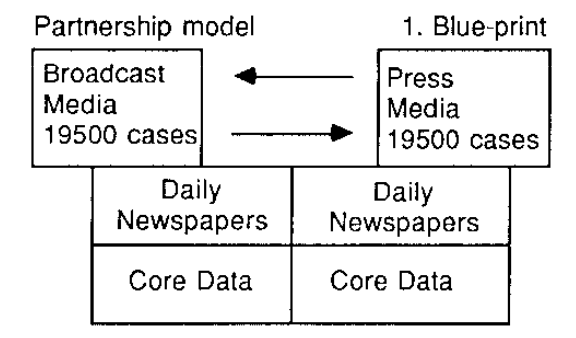 Partnership model
1. Blue-print
Broadcast
Media
19500 cases
Press
Media
19500 cases
Daily
Newspapers
Daily
Newspapers
Core Data
Core Data